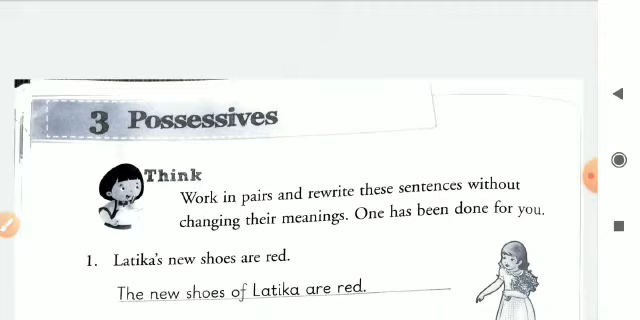 3 Possessives
Think
Work in pairs and rewrite these sentences without
changing their meanings. One has been done for you.
1. Latika's new shoes are red.
The new shoes of Latika are red.